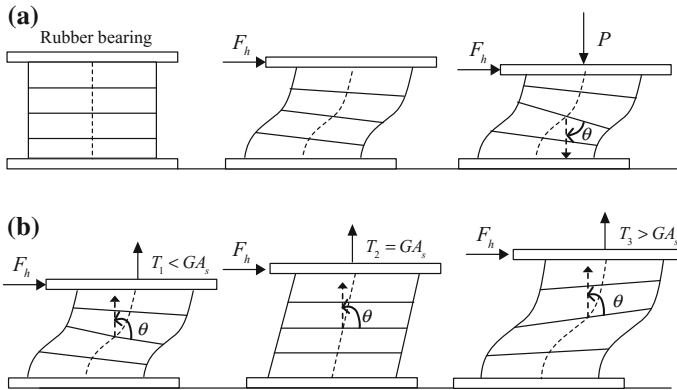 (a)
Rubber bearing
F_h
F_h
P
θ
(b)
F_h
T_1 < GA_s
θ
F_h
T_2 = GA_s
θ
F_h
T_3 > GA_s
θ